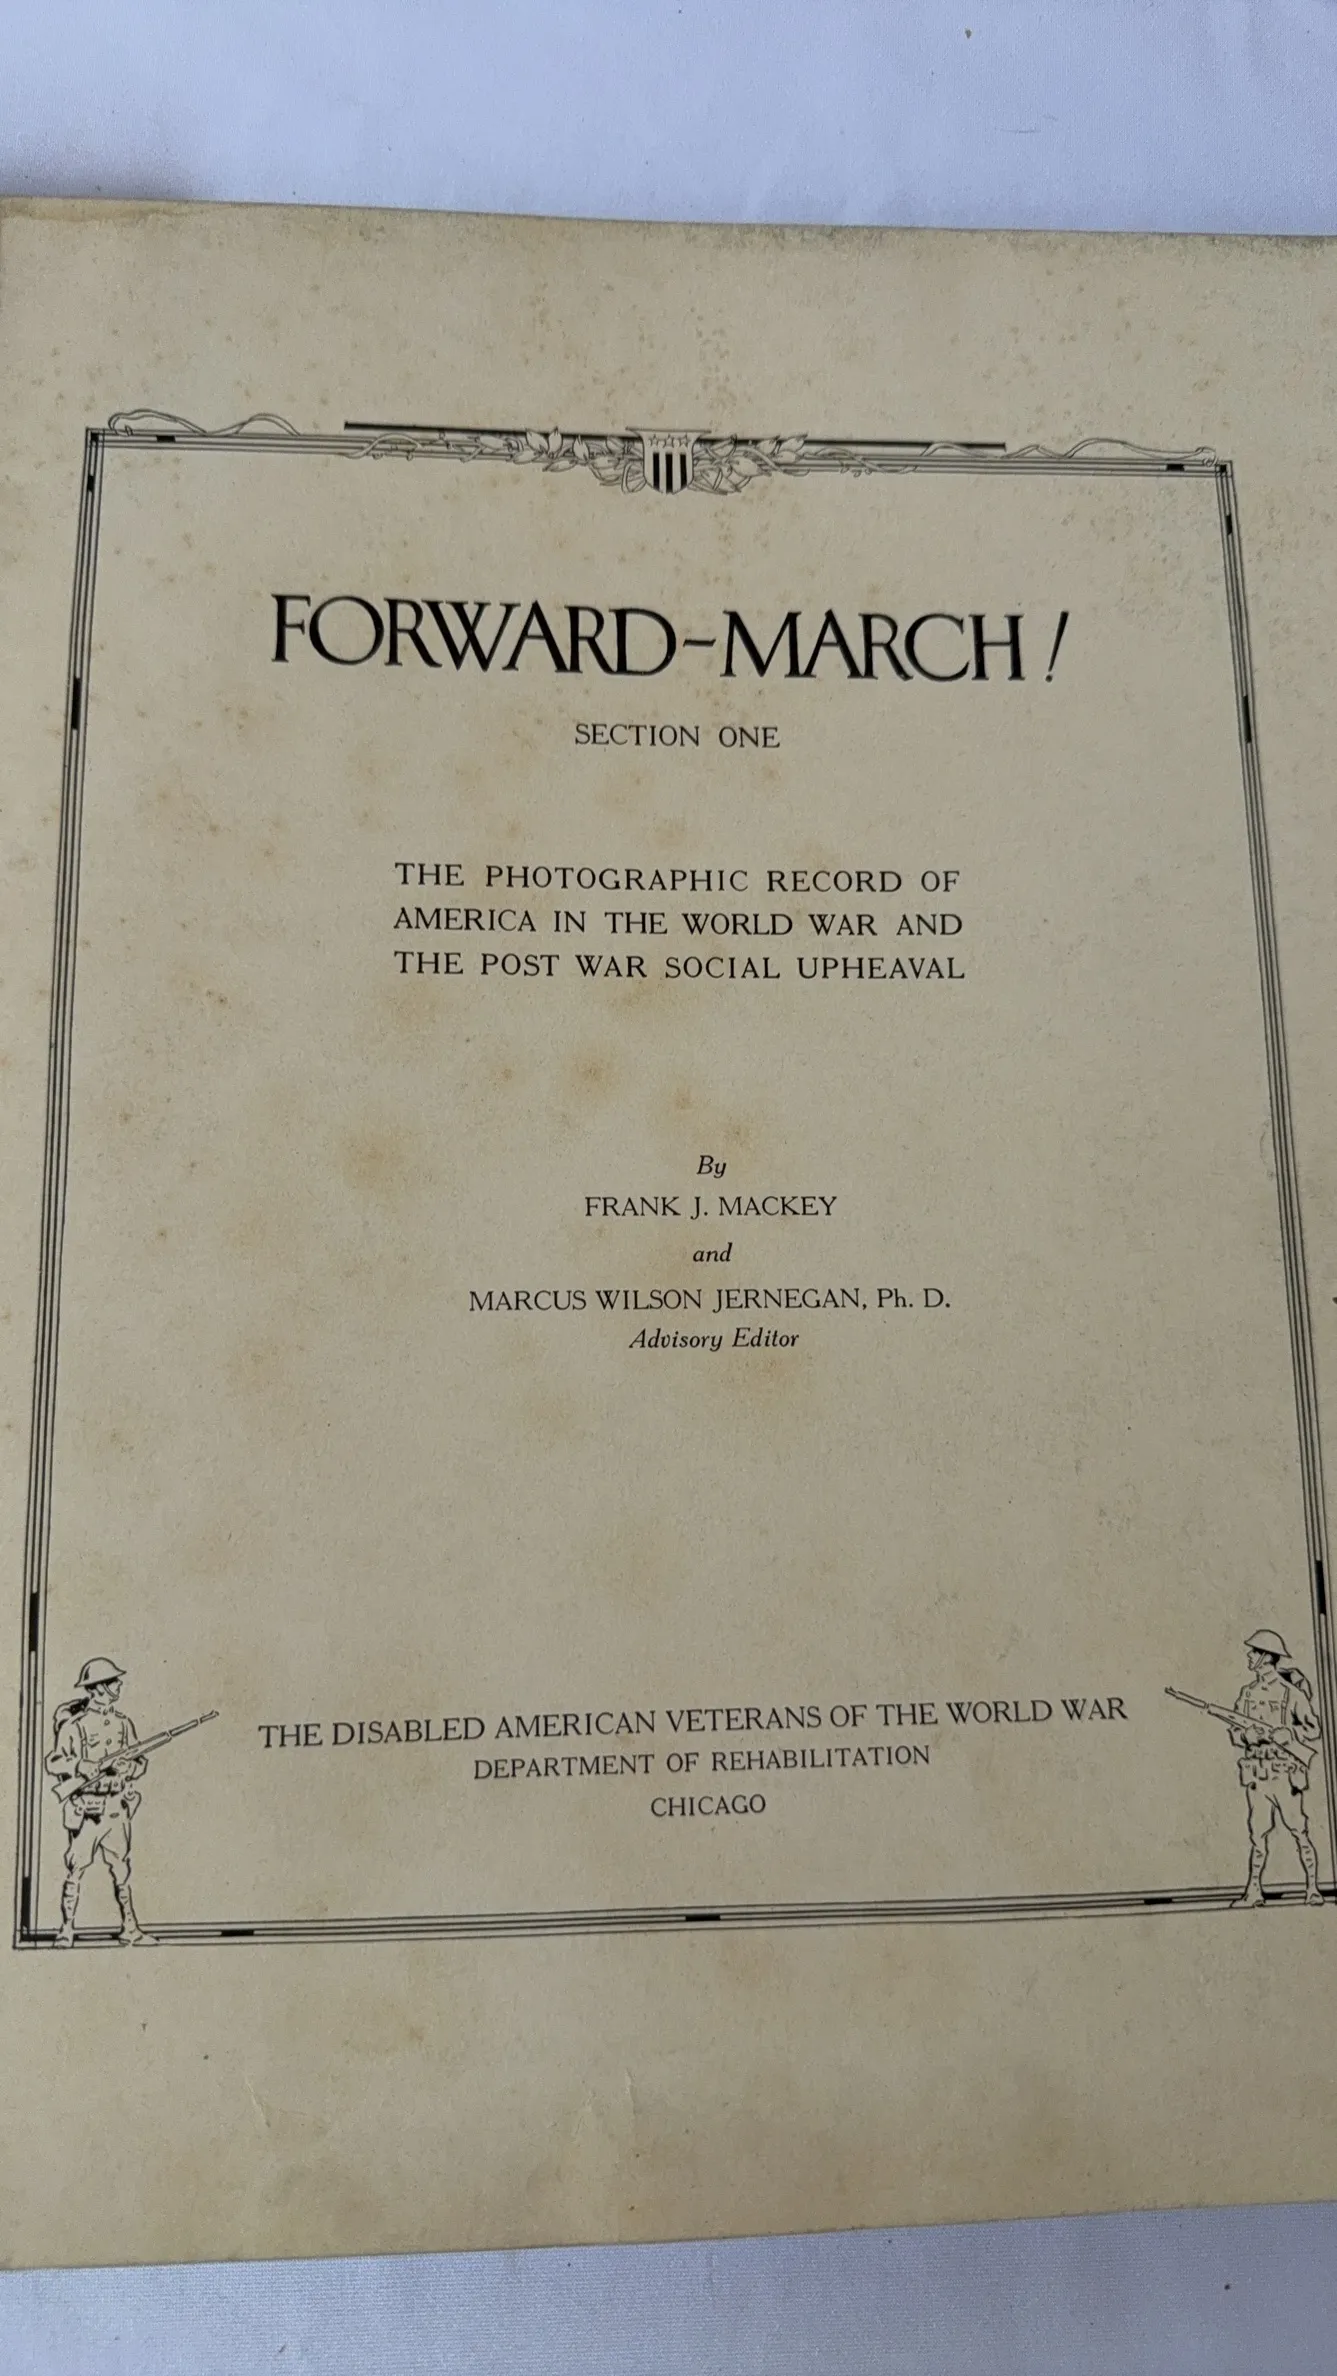 FORWARD-MARCH!
SECTION ONE
THE PHOTOGRAPHIC RECORD OF
AMERICA IN THE WORLD WAR AND
THE POST WAR SOCIAL UPHEAVAL
By
FRANK J. MACKEY
and
MARCUS WILSON JERNEGAN, Ph. D.
Advisory Editor
THE DISABLED AMERICAN VETERANS OF THE WORLD WAR
DEPARTMENT OF REHABILITATION
CHICAGO